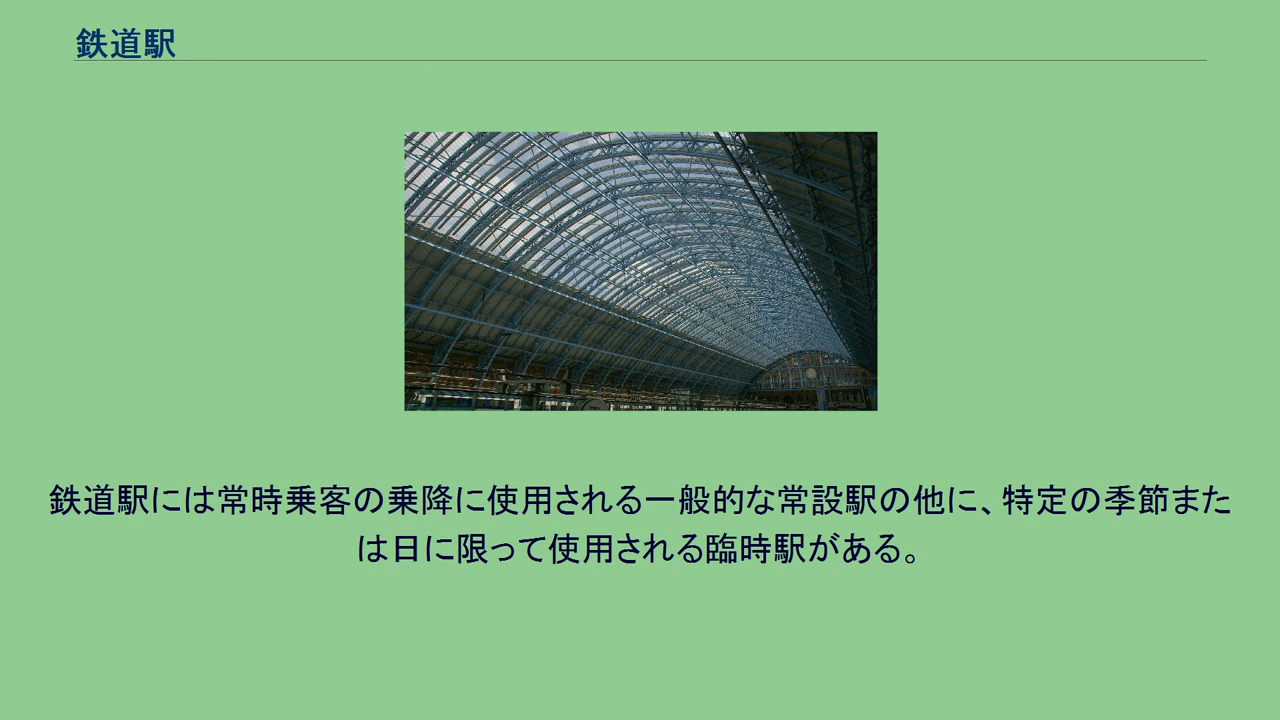 鉄道駅
鉄道駅には常時乗客の乗降に使用される一般的な常設駅の他に、特定の季節また
は日に限って使用される臨時駅がある。